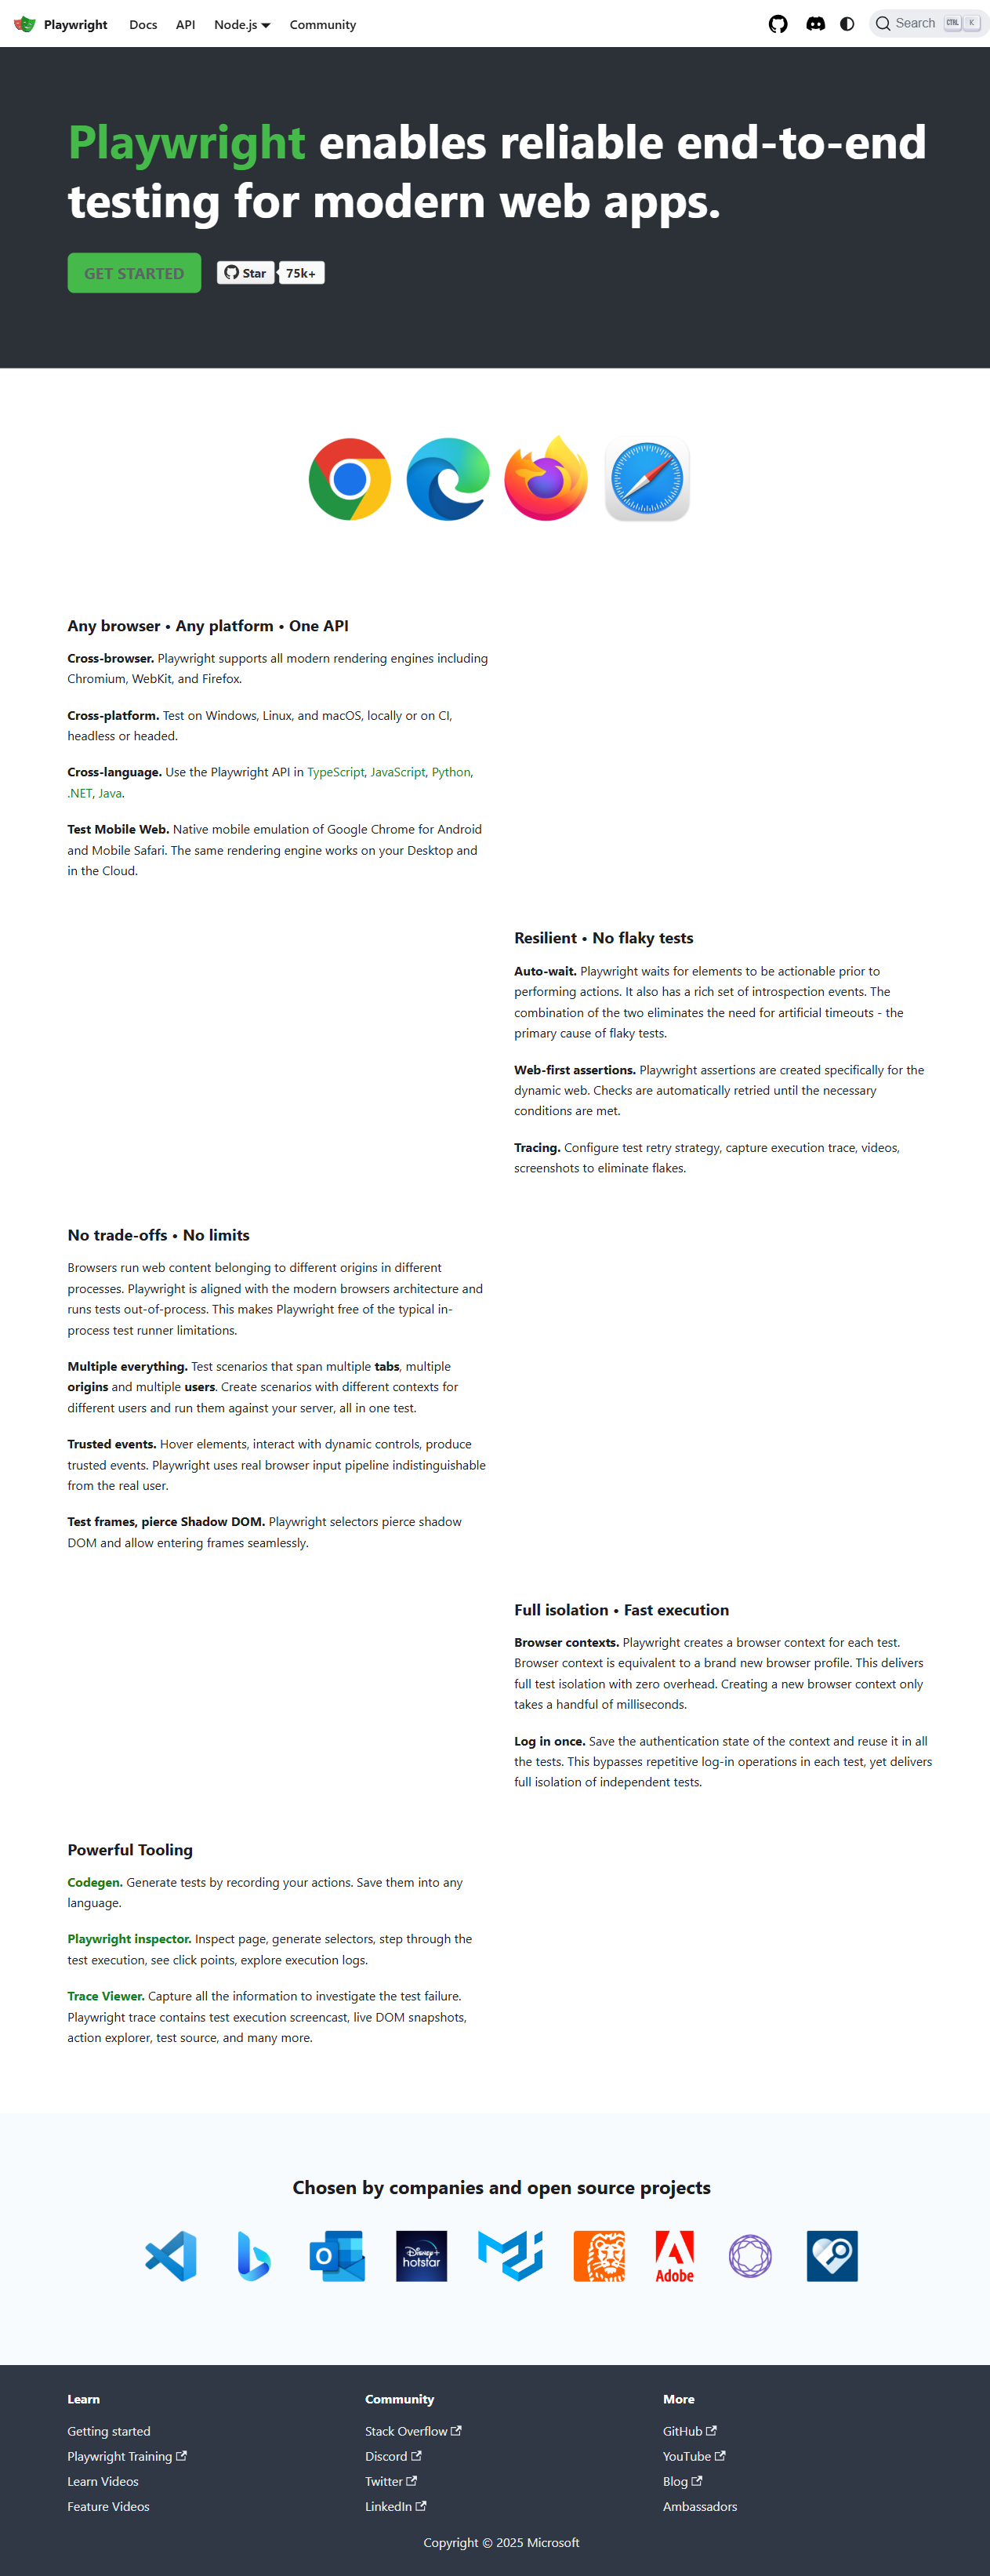 Playwright Docs API Node.js Community Search CTRL K
Playwright enables reliable end-to-end
testing for modern web apps.
GET STARTED Star 75k+
Any browser • Any platform • One API
Cross-browser. Playwright supports all modern rendering engines including
Chromium, WebKit, and Firefox.
Cross-platform. Test on Windows, Linux, and macOS, locally or on CI,
headless or headed.
Cross-language. Use the Playwright API in TypeScript, JavaScript, Python,
.NET, Java.
Test Mobile Web. Native mobile emulation of Google Chrome for Android
and Mobile Safari. The same rendering engine works on your Desktop and
in the Cloud.
Resilient • No flaky tests
Auto-wait. Playwright waits for elements to be actionable prior to
performing actions. It also has a rich set of introspection events. The
combination of the two eliminates the need for artificial timeouts - the
primary cause of flaky tests.
Web-first assertions. Playwright assertions are created specifically for the
dynamic web. Checks are automatically retried until the necessary
conditions are met.
Tracing. Configure test retry strategy, capture execution trace, videos,
screenshots to eliminate flakes.
No trade-offs • No limits
Browsers run web content belonging to different origins in different
processes. Playwright is aligned with the modern browsers architecture and
runs tests out-of-process. This makes Playwright free of the typical in-
process test runner limitations.
Multiple everything. Test scenarios that span multiple tabs, multiple
origins and multiple users. Create scenarios with different contexts for
different users and run them against your server, all in one test.
Trusted events. Hover elements, interact with dynamic controls, produce
trusted events. Playwright uses real browser input pipeline indistinguishable
from the real user.
Test frames, pierce Shadow DOM. Playwright selectors pierce shadow
DOM and allow entering frames seamlessly.
Full isolation • Fast execution
Browser contexts. Playwright creates a browser context for each test.
Browser context is equivalent to a brand new browser profile. This delivers
full test isolation with zero overhead. Creating a new browser context only
takes a handful of milliseconds.
Log in once. Save the authentication state of the context and reuse it in all
the tests. This bypasses repetitive log-in operations in each test, yet delivers
full isolation of independent tests.
Powerful Tooling
Codegen. Generate tests by recording your actions. Save them into any
language.
Playwright inspector. Inspect page, generate selectors, step through the
test execution, see click points, explore execution logs.
Trace Viewer. Capture all the information to investigate the test failure.
Playwright trace contains test execution screencast, live DOM snapshots,
action explorer, test source, and many more.
Chosen by companies and open source projects
O
Disney+
hotstar
Adobe
Learn
Getting started
Playwright Training
Learn Videos
Feature Videos
Community
Stack Overflow
Discord
Twitter
LinkedIn
More
GitHub
YouTube
Blog
Ambassadors
Copyright © 2025 Microsoft